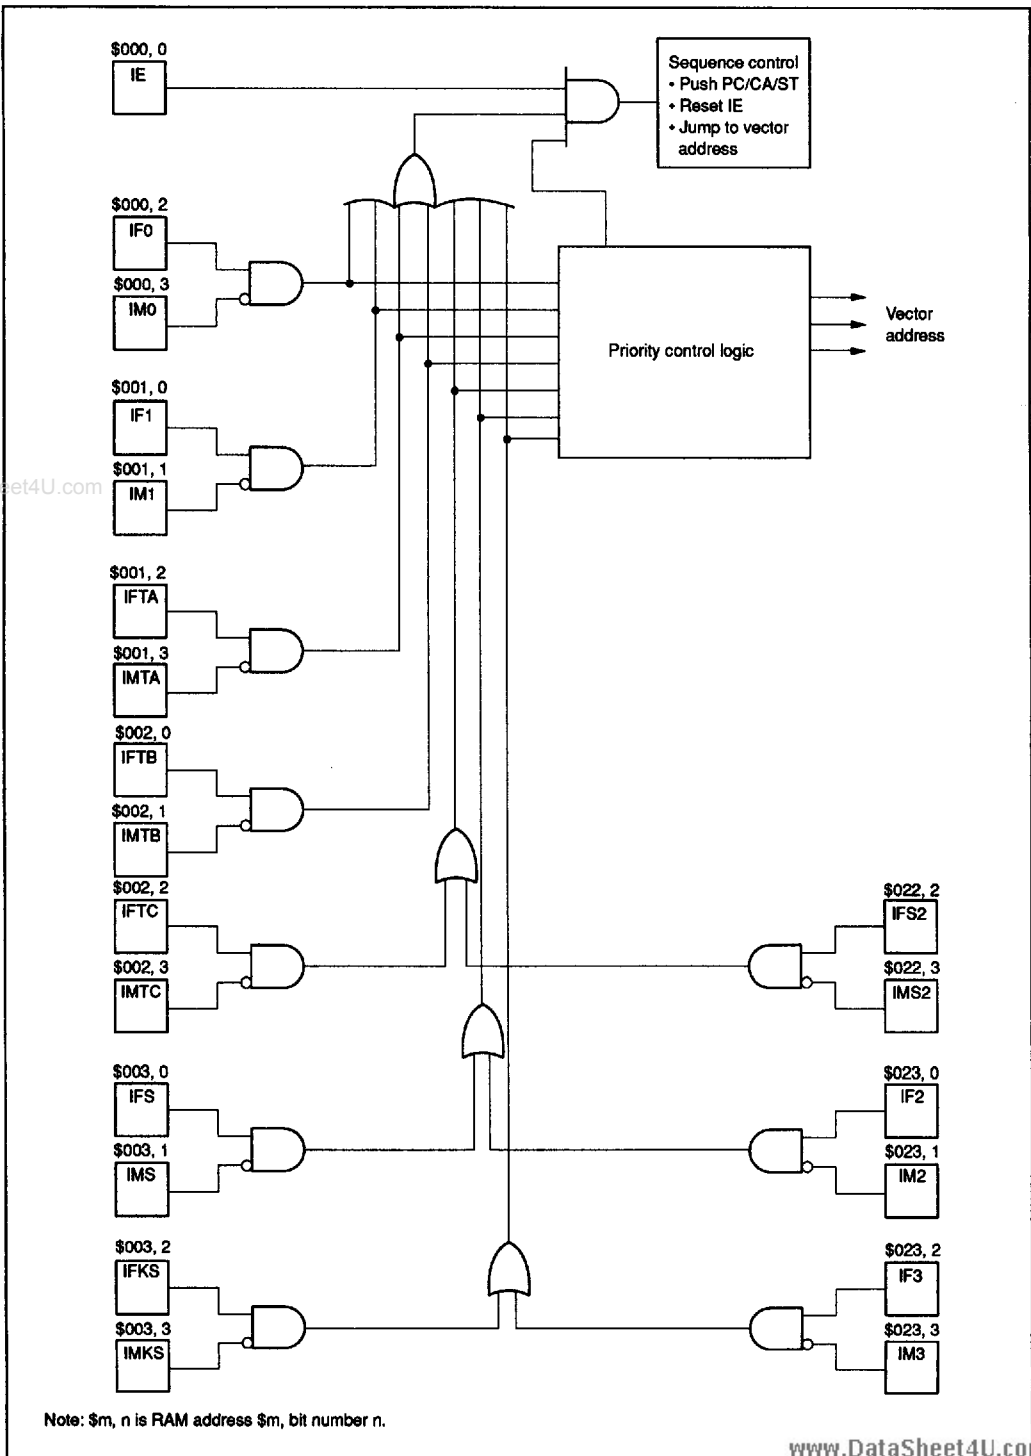 $000, 0
IE
Sequence control
• Push PC/CA/ST
• Reset IE
• Jump to vector
address
$000, 2
IF0
$000, 3
IM0
Priority control logic
Vector
address
$001, 0
IF1
$001, 1
IM1
eet4U.com
$001, 2
IFTA
$001, 3
IMTA
$002, 0
IFTB
$002, 1
IMTB
$002, 2
IFTC
$002, 3
IMTC
$022, 2
IFS2
$022, 3
IMS2
$003, 0
IFS
$003, 1
IMS
$023, 0
IF2
$023, 1
IM2
$003, 2
IFKS
$003, 3
IMKS
$023, 2
IF3
$023, 3
IM3
Note: $m, n is RAM address $m, bit number n.
www.DataSheet4U.co